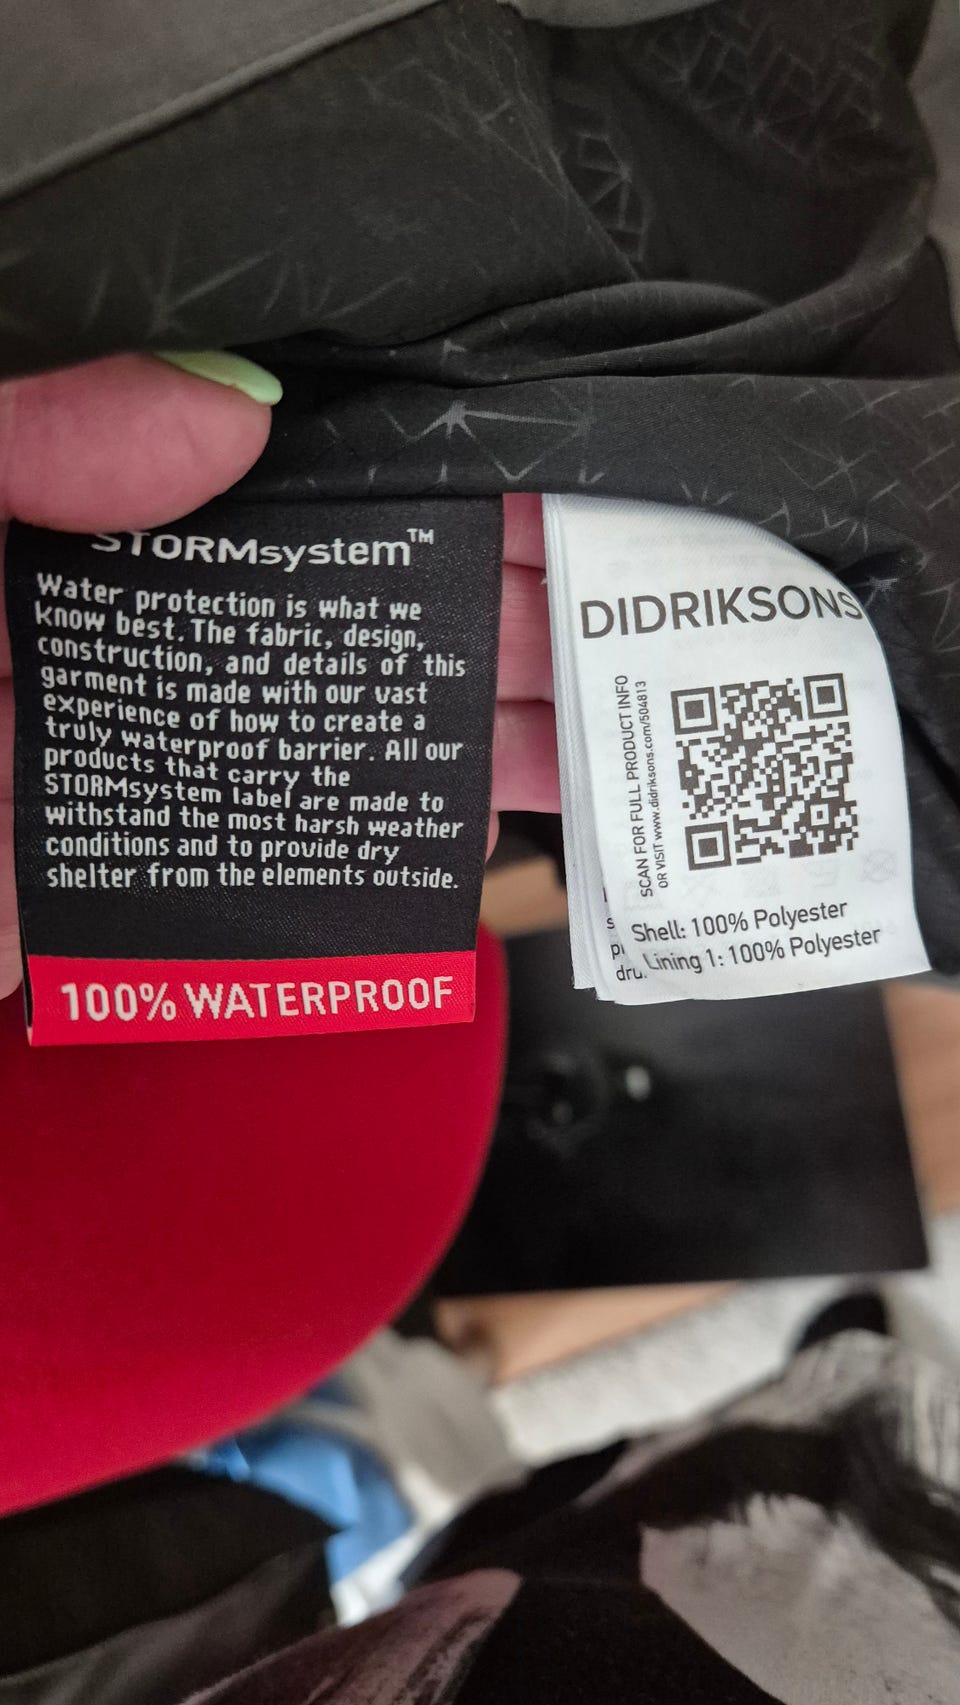 STORMsystem™
Water protection is what we
know best. The fabric, design,
construction, and details of this
garment is made with our vast
experience of how to create a
truly waterproof barrier. All our
products that carry the
STORMsystem label are made to
withstand the most harsh weather
conditions and to provide dry
shelter from the elements outside.
100% WATERPROOF
DIDRIKSONS
SCAN FOR FULL PRODUCT INFO
OR VISIT www.didriksons.com/504813
Shell: 100% Polyester
Lining 1: 100% Polyester